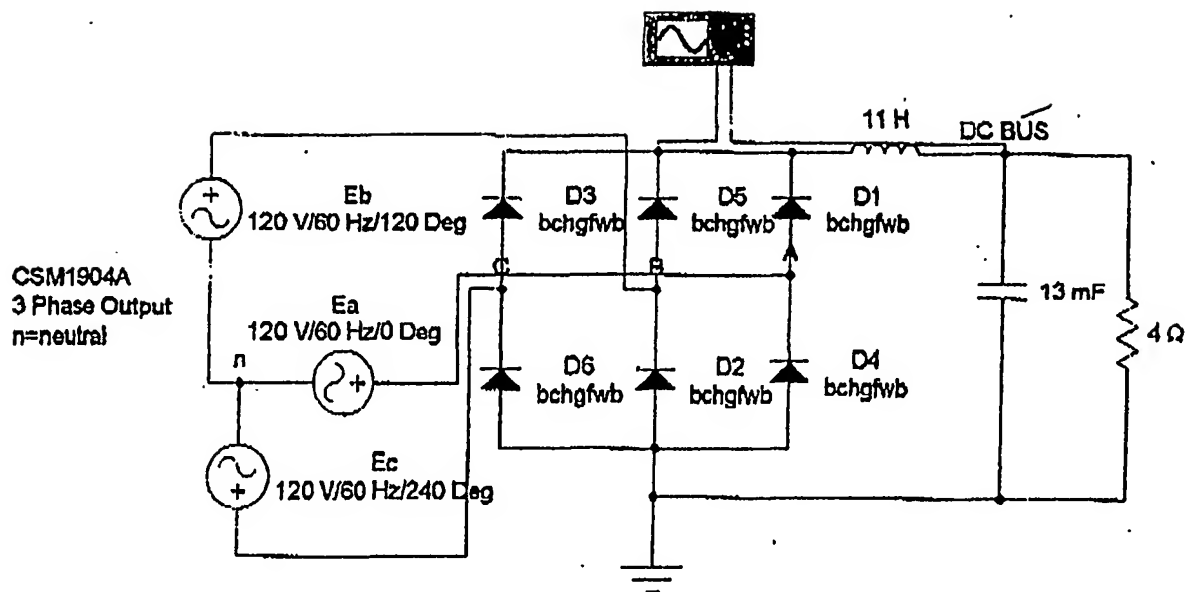 11 H
DC BUS
Eb
120 V/60 Hz/120 Deg
D3
bchgfwb
D5
bchgfwb
D1
bchgfwb
A
C
B
CSM1904A
3 Phase Output
n=neutral
Ea
120 V/60 Hz/0 Deg
n
13 mF
4 Ω
D6
bchgfwb
D2
bchgfwb
D4
bchgfwb
Ec
120 V/60 Hz/240 Deg